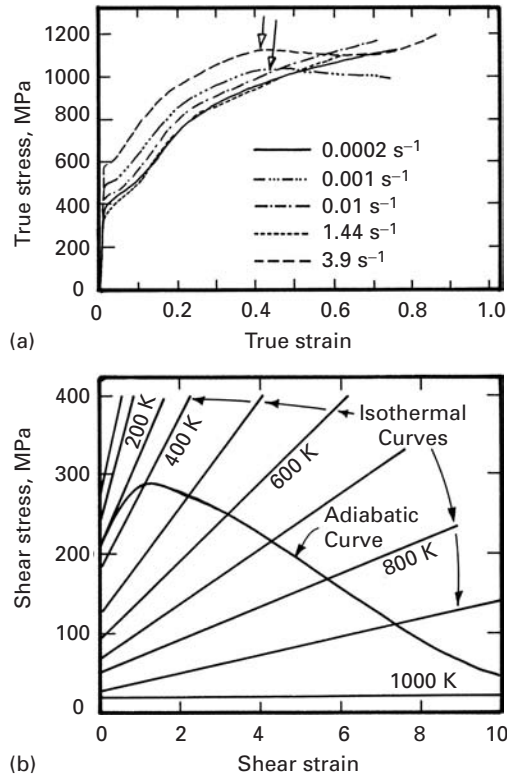 1200
1000
800
600
400
200
0
True stress, MPa
0.0002 s⁻¹
0.001 s⁻¹
0.01 s⁻¹
1.44 s⁻¹
3.9 s⁻¹
0 0.2 0.4 0.6 0.8 1.0
(a)
True strain
400
300
200
100
0
Shear stress, MPa
200 K
400 K
600 K
Isothermal
Curves
Adiabatic
Curve
800 K
1000 K
0 2 4 6 8 10
(b)
Shear strain